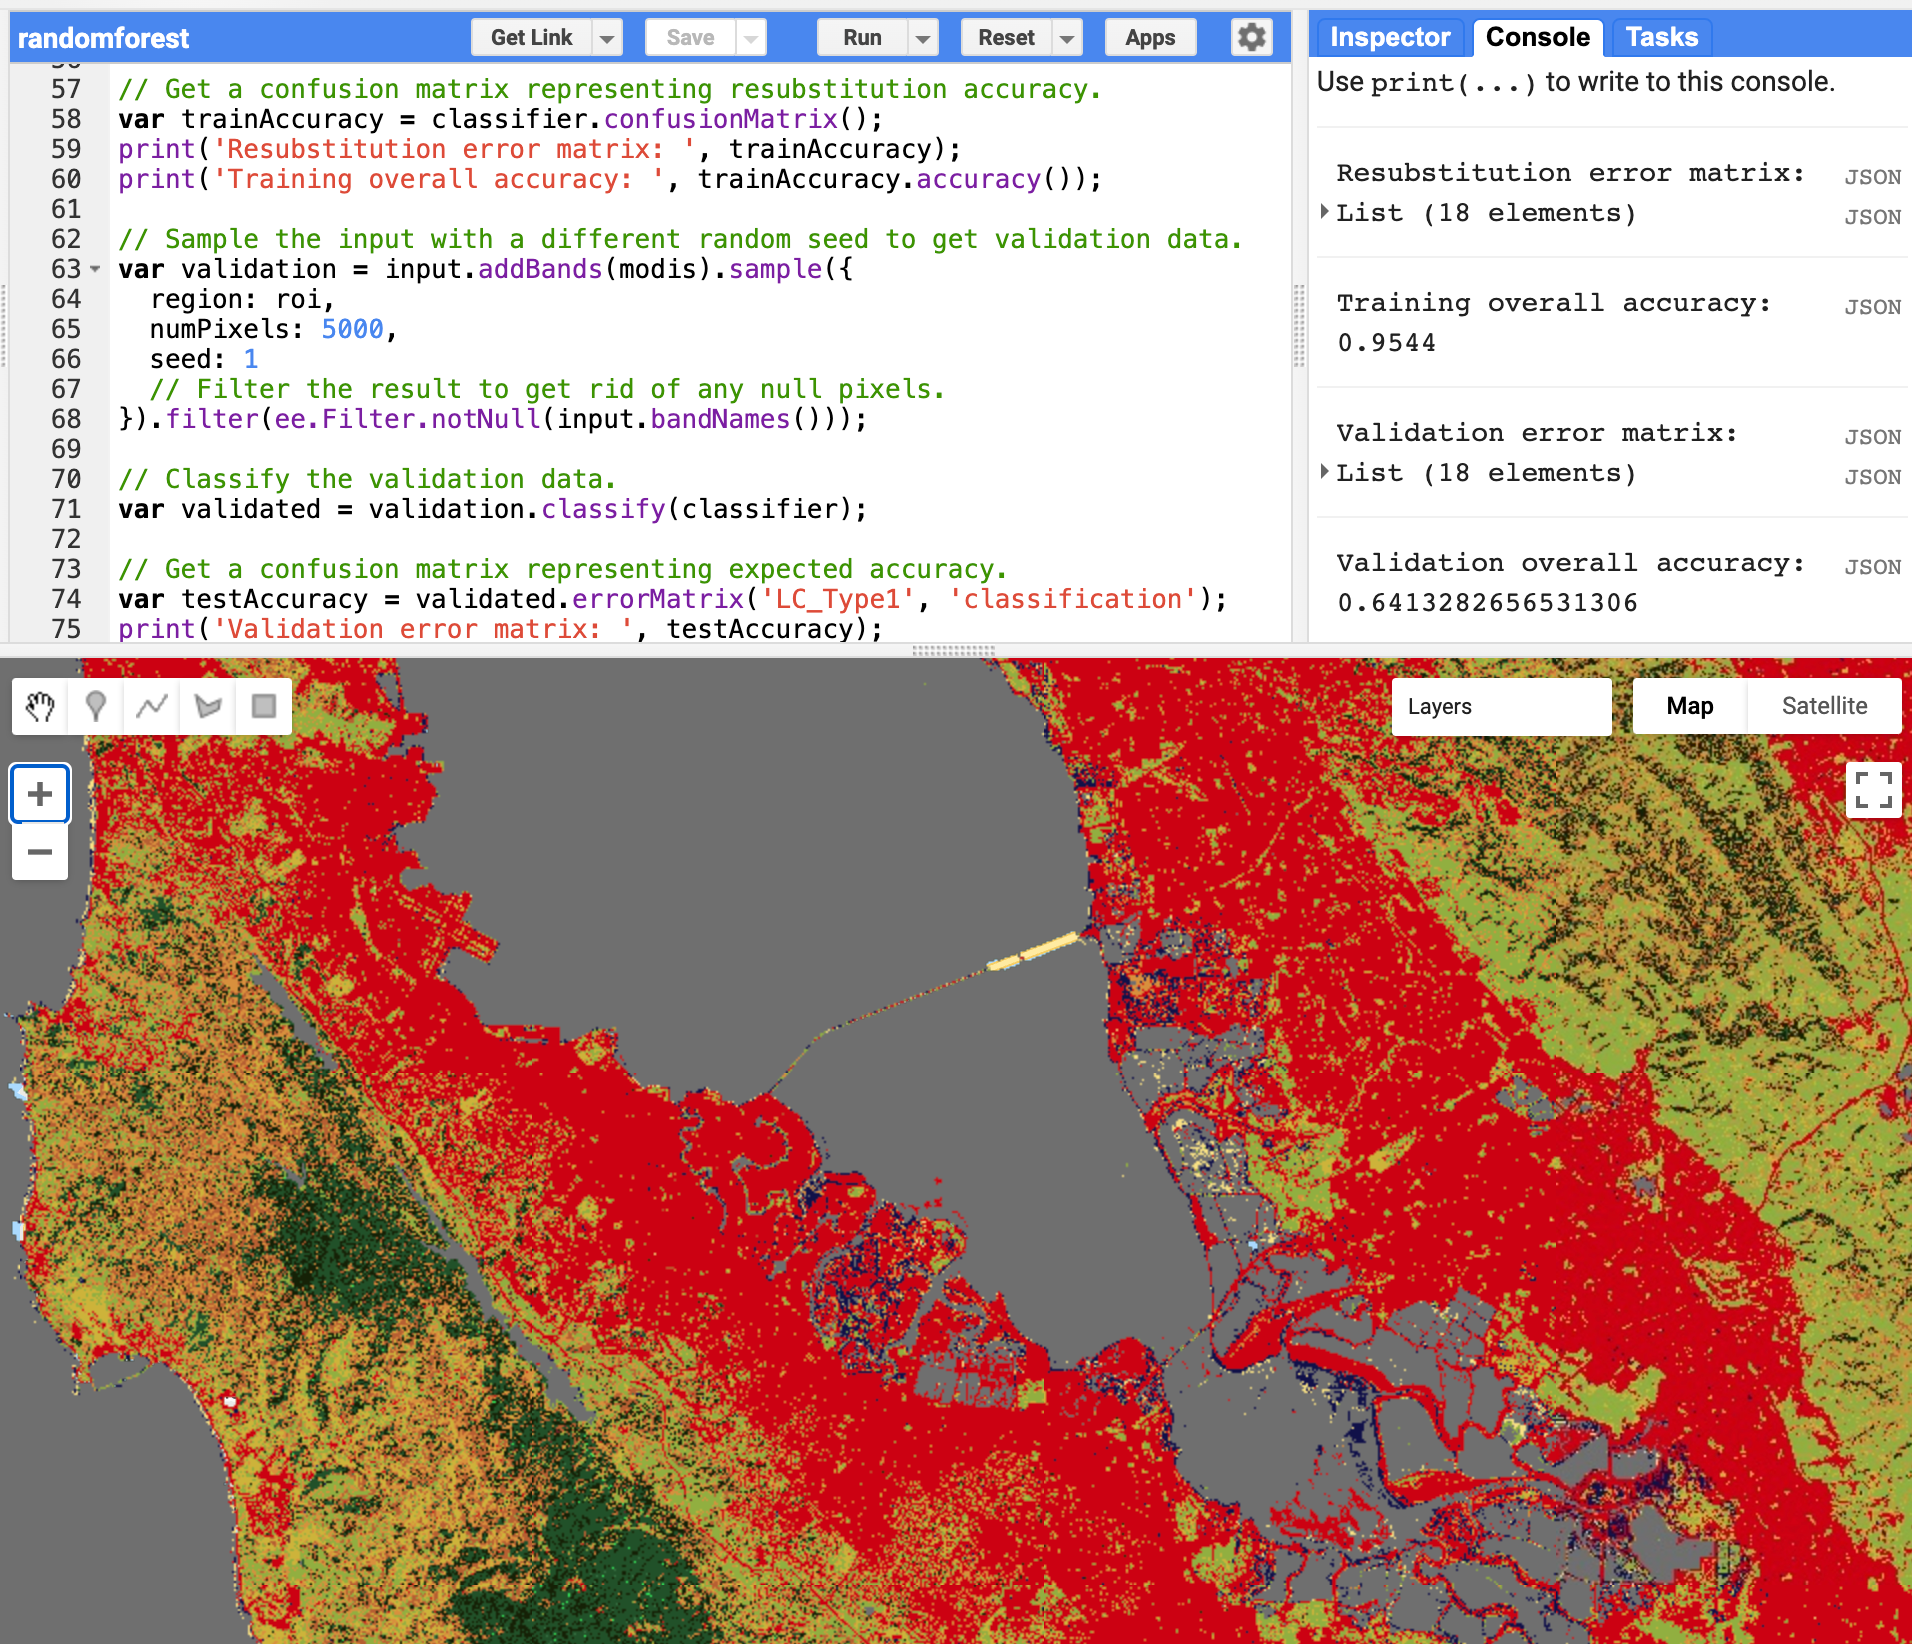 randomforest
Get Link
Save
Run
Reset
Apps
57 // Get a confusion matrix representing resubstitution accuracy.
58 var trainAccuracy = classifier.confusionMatrix();
59 print('Resubstitution error matrix: ', trainAccuracy);
60 print('Training overall accuracy: ', trainAccuracy.accuracy());
61
62 // Sample the input with a different random seed to get validation data.
63 var validation = input.addBands(modis).sample({
64 region: roi,
65 numPixels: 5000,
66 seed: 1
67 // Filter the result to get rid of any null pixels.
68 }).filter(ee.Filter.notNull(input.bandNames()));
69
70 // Classify the validation data.
71 var validated = validation.classify(classifier);
72
73 // Get a confusion matrix representing expected accuracy.
74 var testAccuracy = validated.errorMatrix('LC_Type1', 'classification');
75 print('Validation error matrix: ', testAccuracy);
Inspector
Console
Tasks
Use print(...) to write to this console.
Resubstitution error matrix: JSON
List (18 elements) JSON
Training overall accuracy: JSON
0.9544
Validation error matrix: JSON
List (18 elements) JSON
Validation overall accuracy: JSON
0.6413282656531306
Layers
Map
Satellite